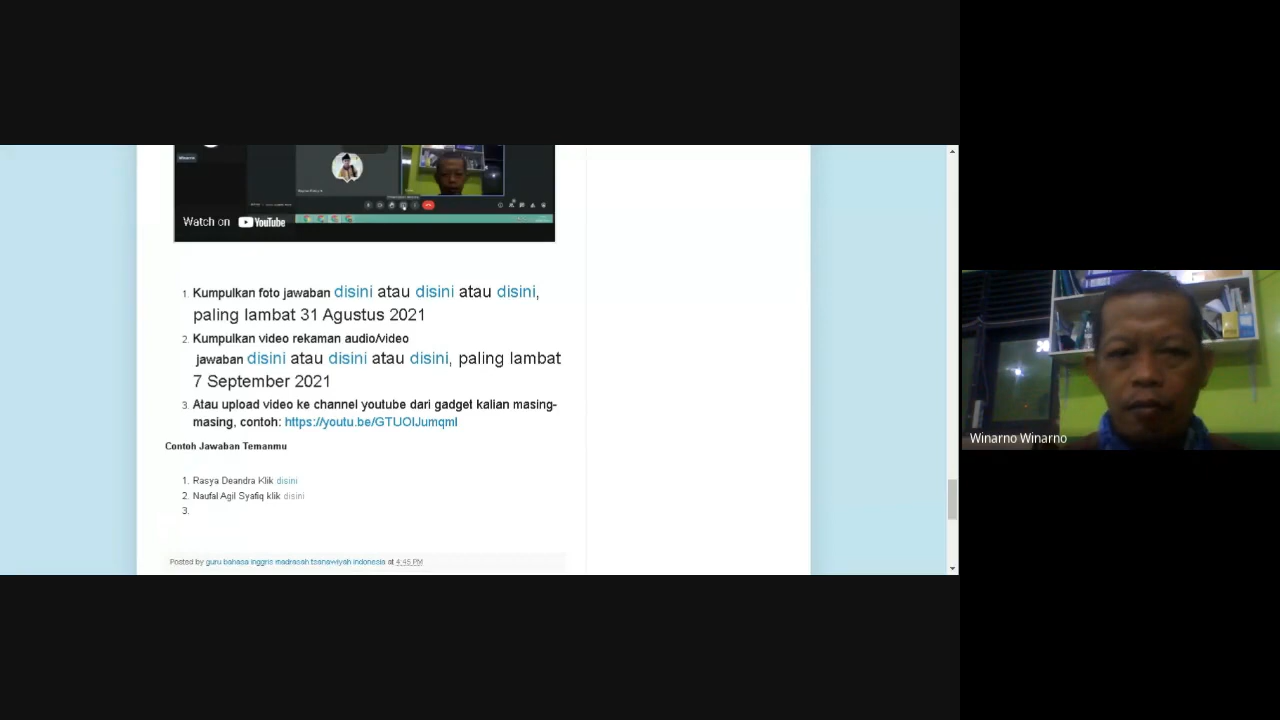 Winarno
Watch on YouTube
1. Kumpulkan foto jawaban disini atau disini atau disini,
paling lambat 31 Agustus 2021
2. Kumpulkan video rekaman audio/video
jawaban disini atau disini atau disini, paling lambat
7 September 2021
3. Atau upload video ke channel youtube dari gadget kalian masing-
masing, contoh: https://youtu.be/GTUOIJumqmI
Contoh Jawaban Temanmu
1. Rasya Deandra Klik disini
2. Naufal Agil Syafiq klik disini
3.
Posted by guru bahasa inggris madrasah tsanawiyah indonesia at 4:45 PM
Winarno Winarno